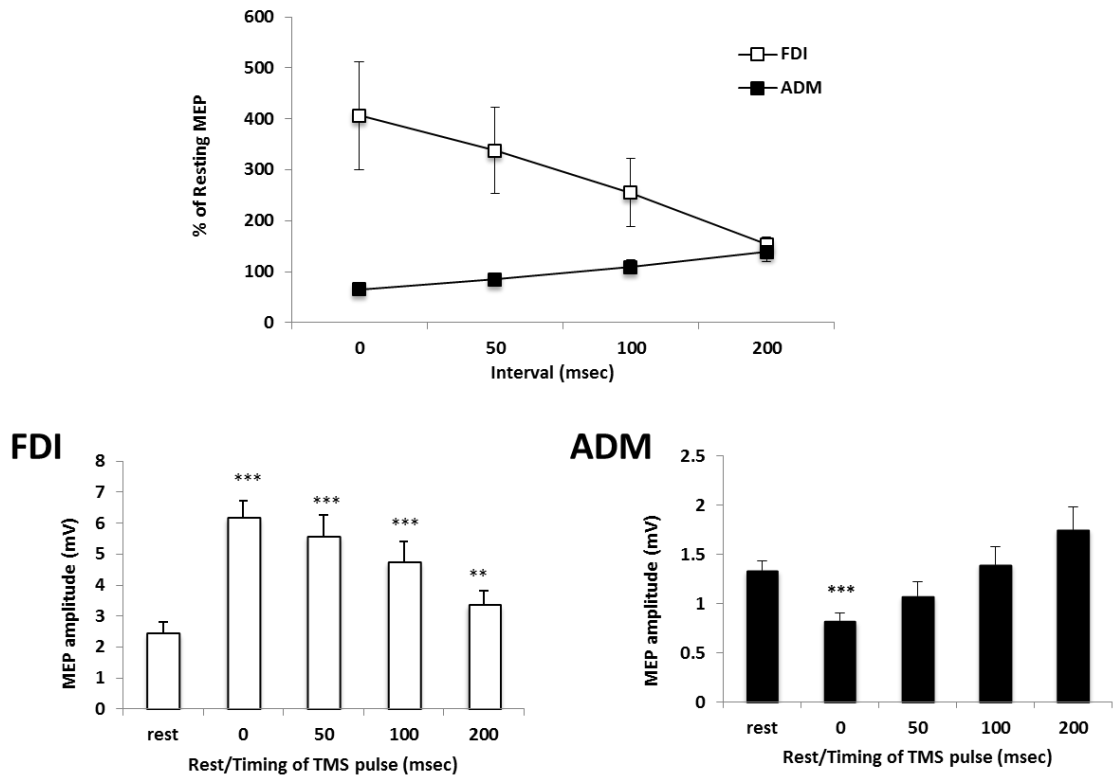 600
500
400
300
200
100
0
% of Resting MEP
FDI
ADM
0 50 100 200
Interval (msec)
FDI
8
7
6
5
4
3
2
1
0
MEP amplitude (mV)
***
***
***
**
rest 0 50 100 200
Rest/Timing of TMS pulse (msec)
ADM
2.5
2
1.5
1
0.5
0
MEP amplitude (mV)
***
rest 0 50 100 200
Rest/Timing of TMS pulse (msec)